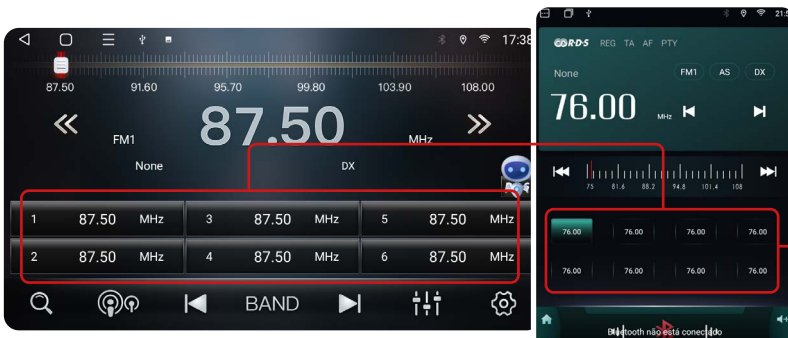 17:38
87.50 91.60 95.70 99.80 103.90 108.00
87.50
FM1 MHz
None DX
1 87.50 MHz 3 87.50 MHz 5 87.50 MHz
2 87.50 MHz 4 87.50 MHz 6 87.50 MHz
BAND
21:5
R·D·S REG TA AF PTY
None FM1 AS DX
76.00 MHz
75 81.6 88.2 94.8 101.4 108
76.00 76.00 76.00 76.00
76.00 76.00 76.00 76.00
Bluetooth não está conectado